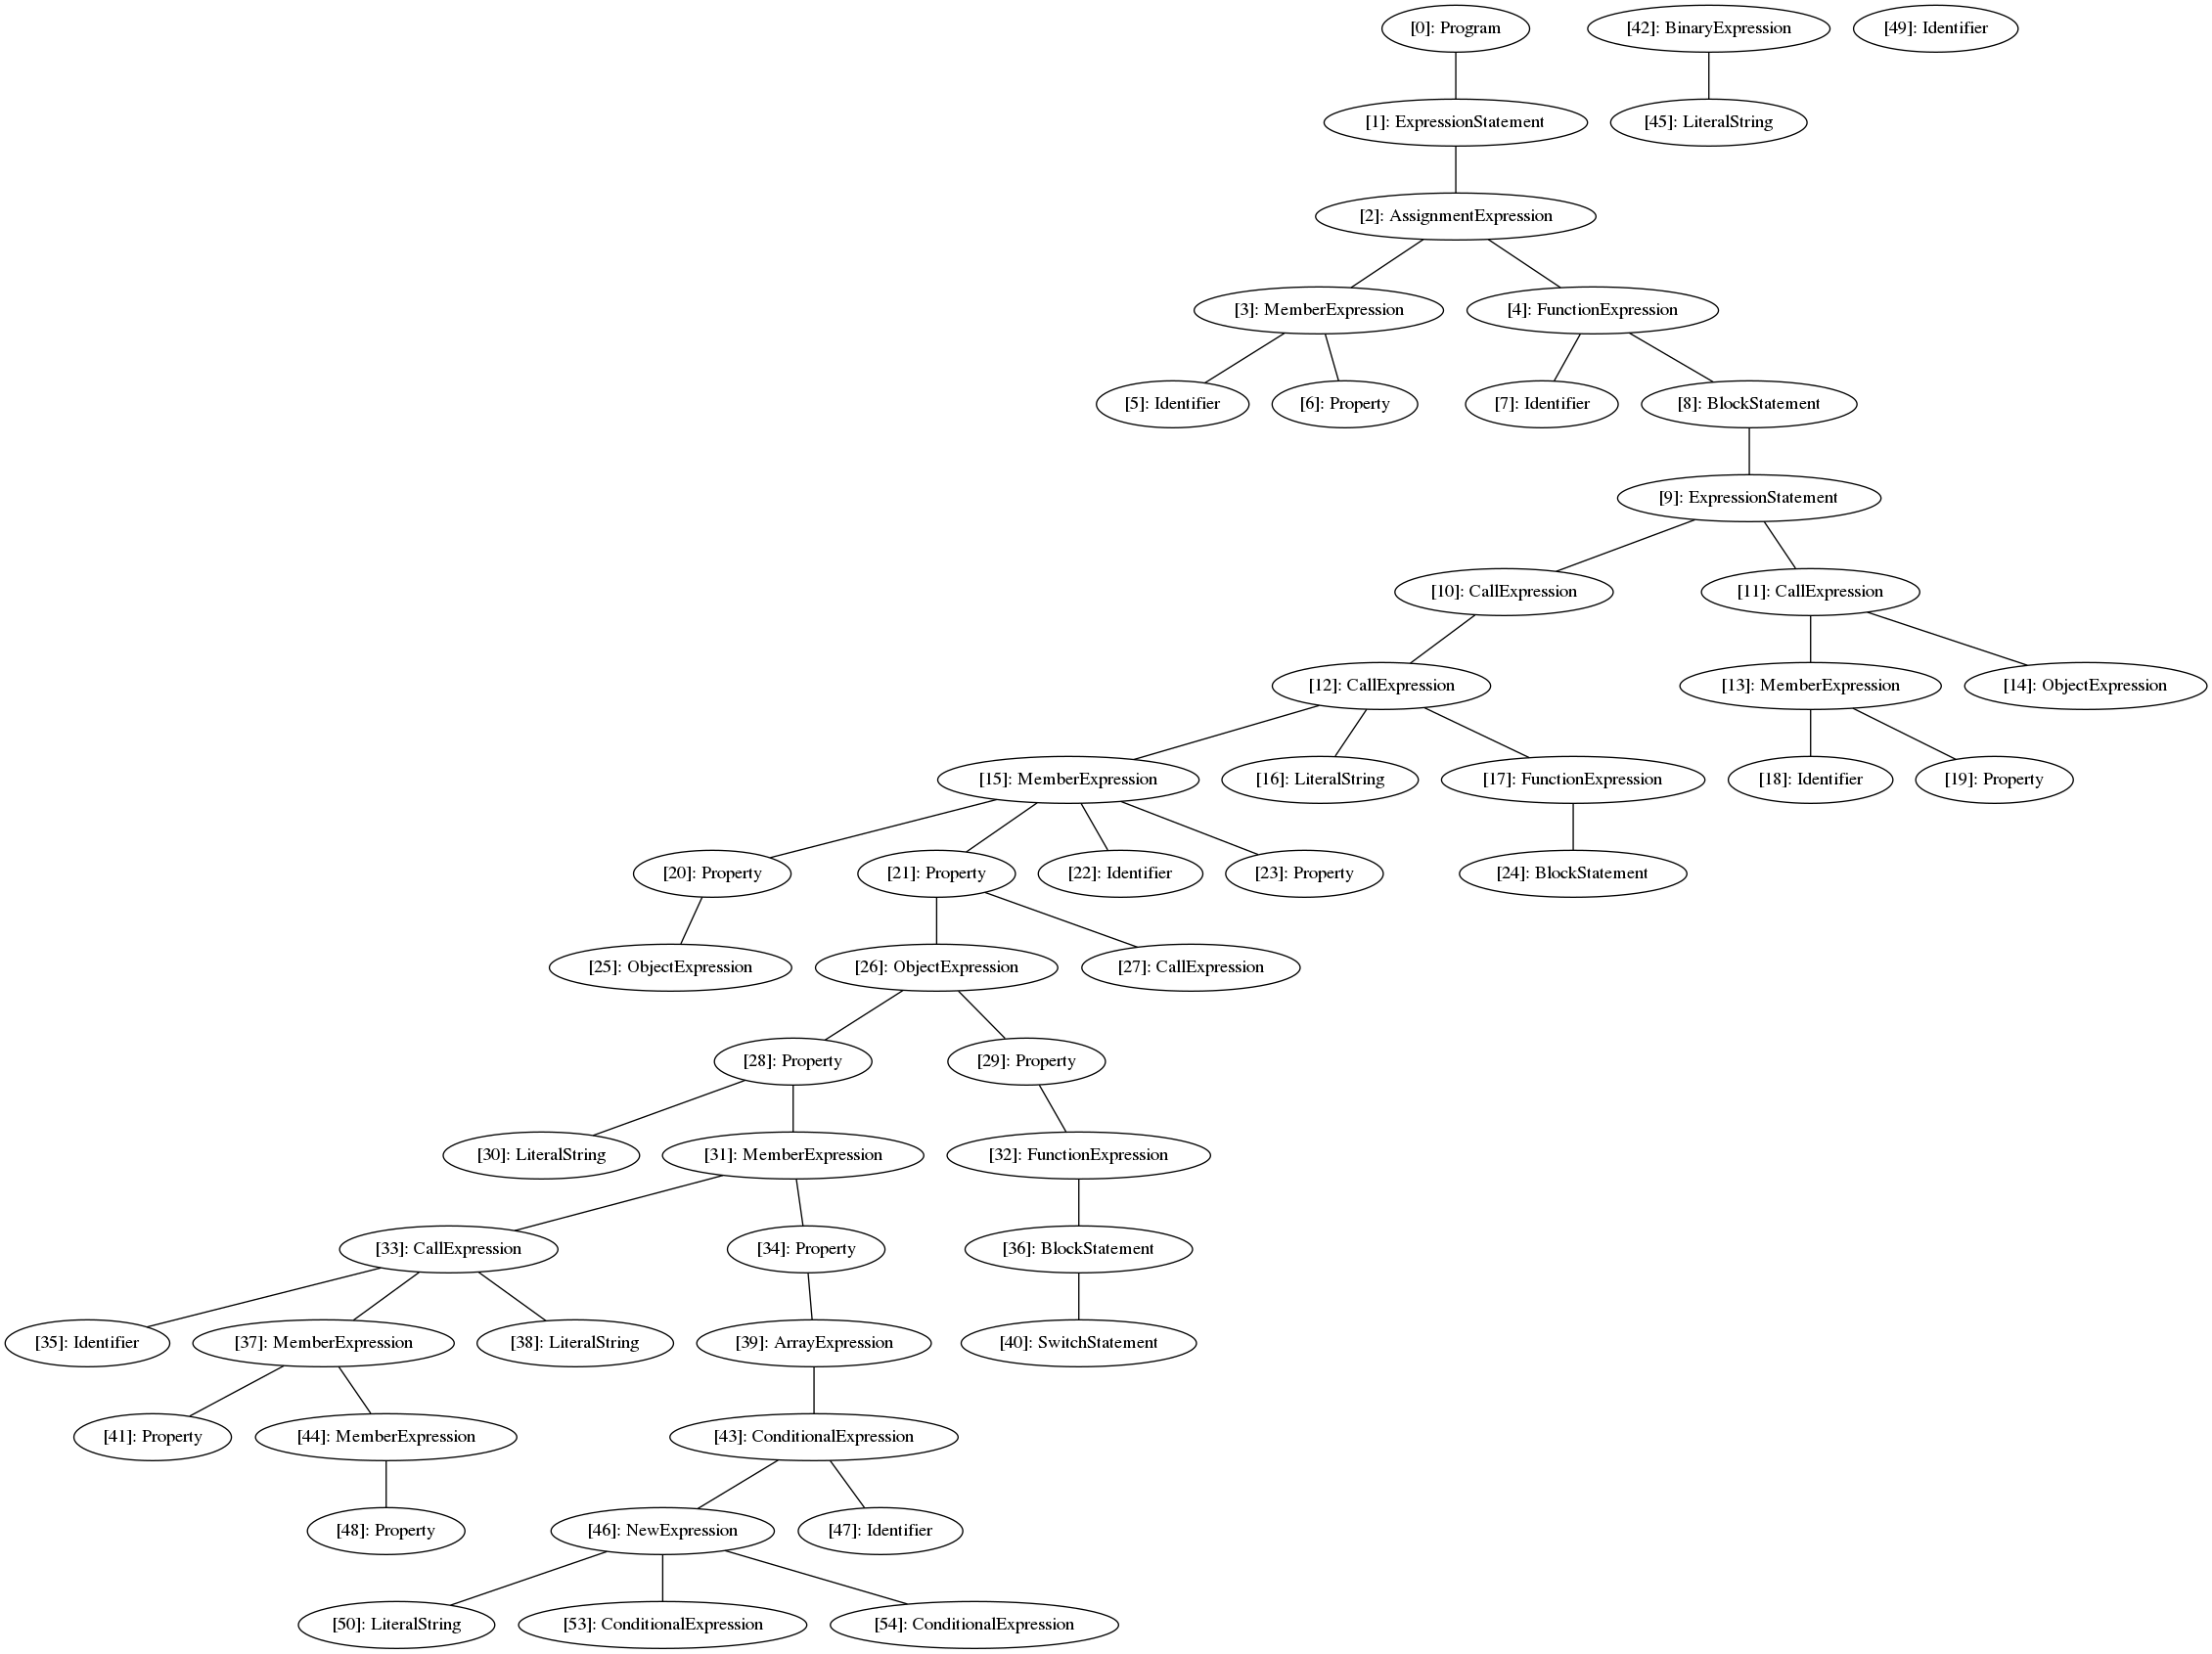 [0]: Program
[42]: BinaryExpression
[49]: Identifier
[1]: ExpressionStatement
[45]: LiteralString
[2]: AssignmentExpression
[3]: MemberExpression
[4]: FunctionExpression
[5]: Identifier
[6]: Property
[7]: Identifier
[8]: BlockStatement
[9]: ExpressionStatement
[10]: CallExpression
[11]: CallExpression
[12]: CallExpression
[13]: MemberExpression
[14]: ObjectExpression
[15]: MemberExpression
[16]: LiteralString
[17]: FunctionExpression
[18]: Identifier
[19]: Property
[20]: Property
[21]: Property
[22]: Identifier
[23]: Property
[24]: BlockStatement
[25]: ObjectExpression
[26]: ObjectExpression
[27]: CallExpression
[28]: Property
[29]: Property
[30]: LiteralString
[31]: MemberExpression
[32]: FunctionExpression
[33]: CallExpression
[34]: Property
[36]: BlockStatement
[35]: Identifier
[37]: MemberExpression
[38]: LiteralString
[39]: ArrayExpression
[40]: SwitchStatement
[41]: Property
[44]: MemberExpression
[43]: ConditionalExpression
[48]: Property
[46]: NewExpression
[47]: Identifier
[50]: LiteralString
[53]: ConditionalExpression
[54]: ConditionalExpression